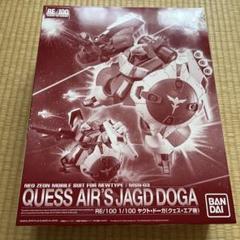 RE/100
NEO ZEON MOBILE SUIT FOR NEWTYPE / MSN-03
QUESS AIR'S JAGD DOGA
RE/100 1/100 ヤクト・ドーガ(クェス・エア機)
BANDAI